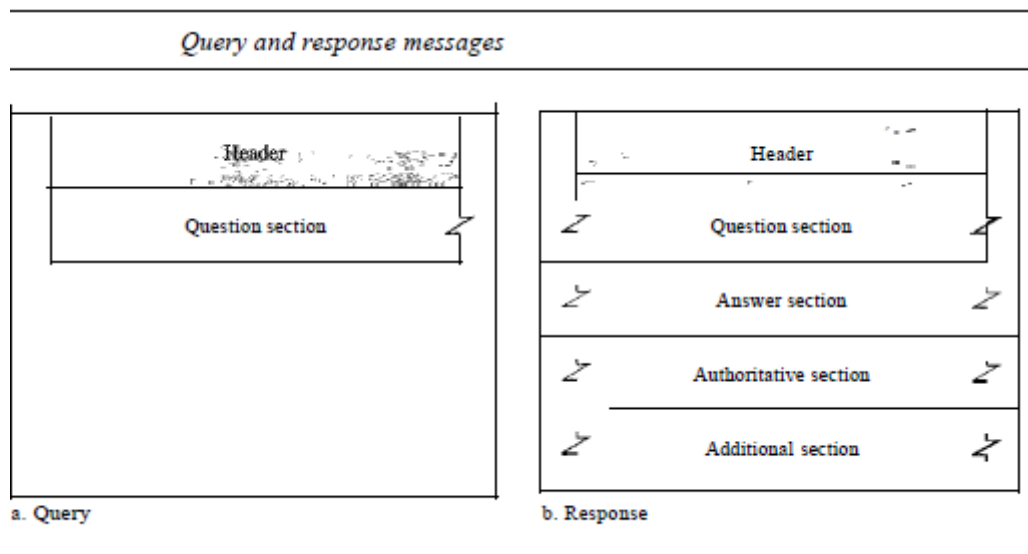 Query and response messages
Header
Question section
a. Query
Header
Question section
Answer section
Authoritative section
Additional section
b. Response